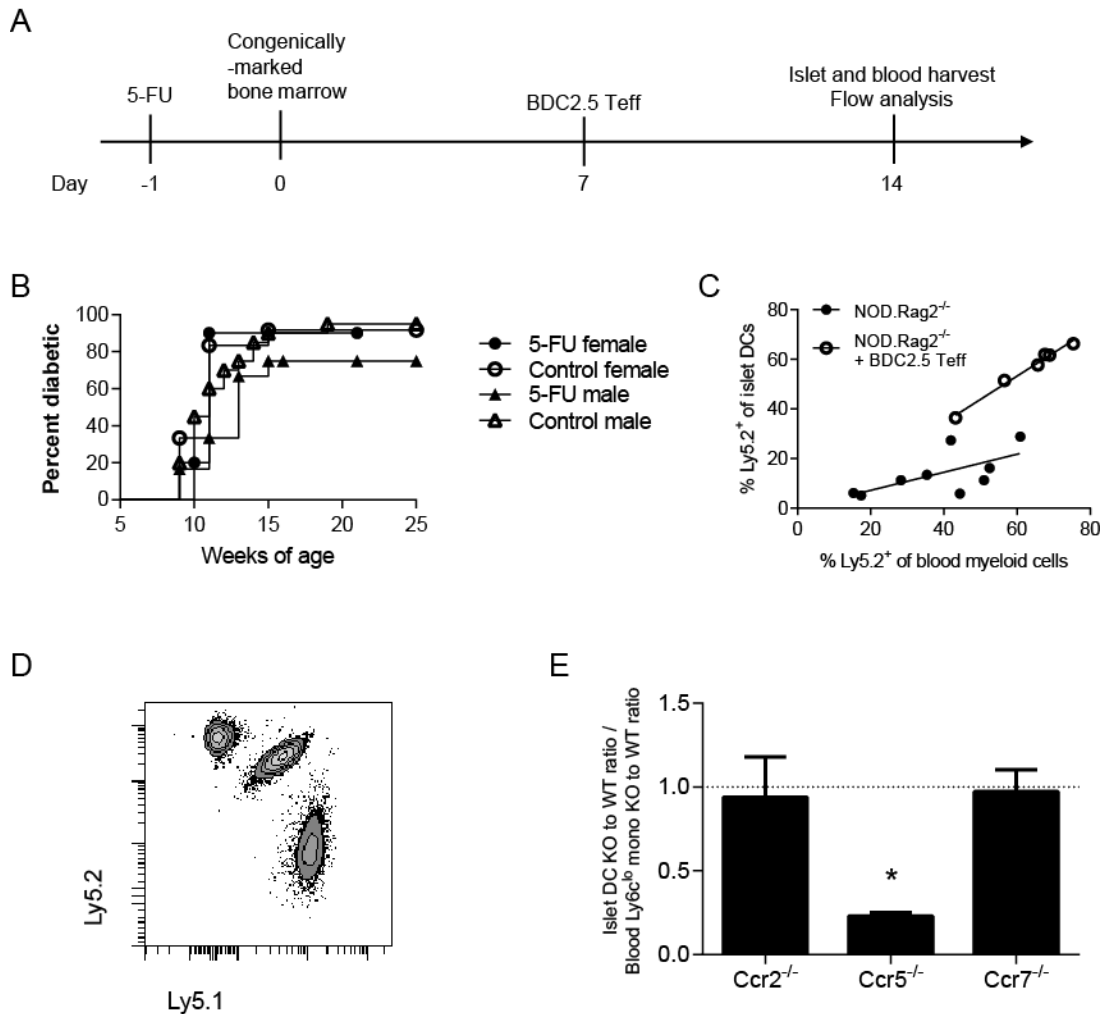 A
5-FU
Congenically
-marked
bone marrow
BDC2.5 Teff
Islet and blood harvest
Flow analysis
Day
-1
0
7
14
B
Percent diabetic
100
80
60
40
20
0
5
10
15
20
25
Weeks of age
5-FU female
Control female
5-FU male
Control male
C
% Ly5.2⁺ of islet DCs
80
60
40
20
0
0
20
40
60
80
% Ly5.2⁺ of blood myeloid cells
NOD.Rag2⁻/⁻
NOD.Rag2⁻/⁻
+ BDC2.5 Teff
D
Ly5.2
Ly5.1
E
Islet DC KO to WT ratio /
Blood Ly6cˡᵒ mono KO to WT ratio
1.5
1.0
0.5
0.0
*
Ccr2⁻/⁻
Ccr5⁻/⁻
Ccr7⁻/⁻